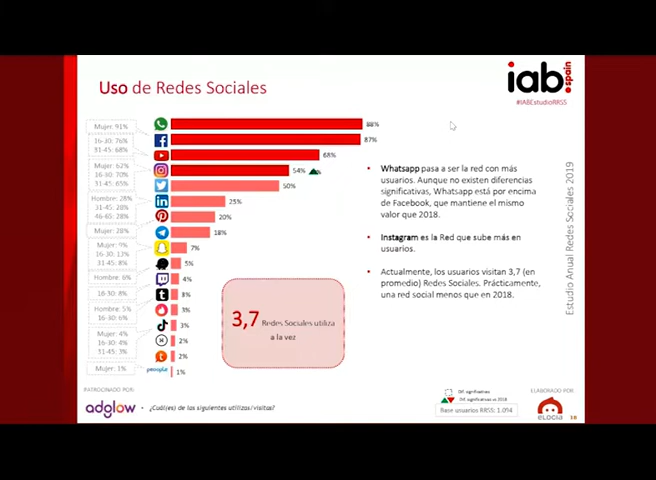 Uso de Redes Sociales
iab
spain
#IABEstudioRRSS
Mujer: 91%
16-30: 76%
31-45: 68%
Mujer: 62%
16-30: 70%
31-45: 65%
Hombre: 28%
31-45: 28%
46-65: 28%
Mujer: 28%
Mujer: 9%
16-30: 13%
31-45: 8%
Hombre: 6%
16-30: 8%
Hombre: 5%
16-30: 6%
Mujer: 4%
16-30: 4%
31-45: 3%
Mujer: 1%
88%
87%
68%
54%
50%
25%
20%
18%
7%
5%
4%
3%
3%
3%
2%
2%
1%
3,7 Redes Sociales utiliza
a la vez
• Whatsapp pasa a ser la red con más
usuarios. Aunque no existen diferencias
significativas, Whatsapp está por encima
de Facebook, que mantiene el mismo
valor que 2018.
• Instagram es la Red que sube más en
usuarios.
• Actualmente, los usuarios visitan 3,7 (en
promedio) Redes Sociales. Prácticamente,
una red social menos que en 2018.
Estudio Anual Redes Sociales 2019
PATROCINADO POR:
adglow
• ¿Cuál(es) de las siguientes utilizas/visitas?
Dif. significativas
Dif. significativas vs 2018
Base usuarios RRSS: 1.094
ELABORADO POR:
eLOGIA